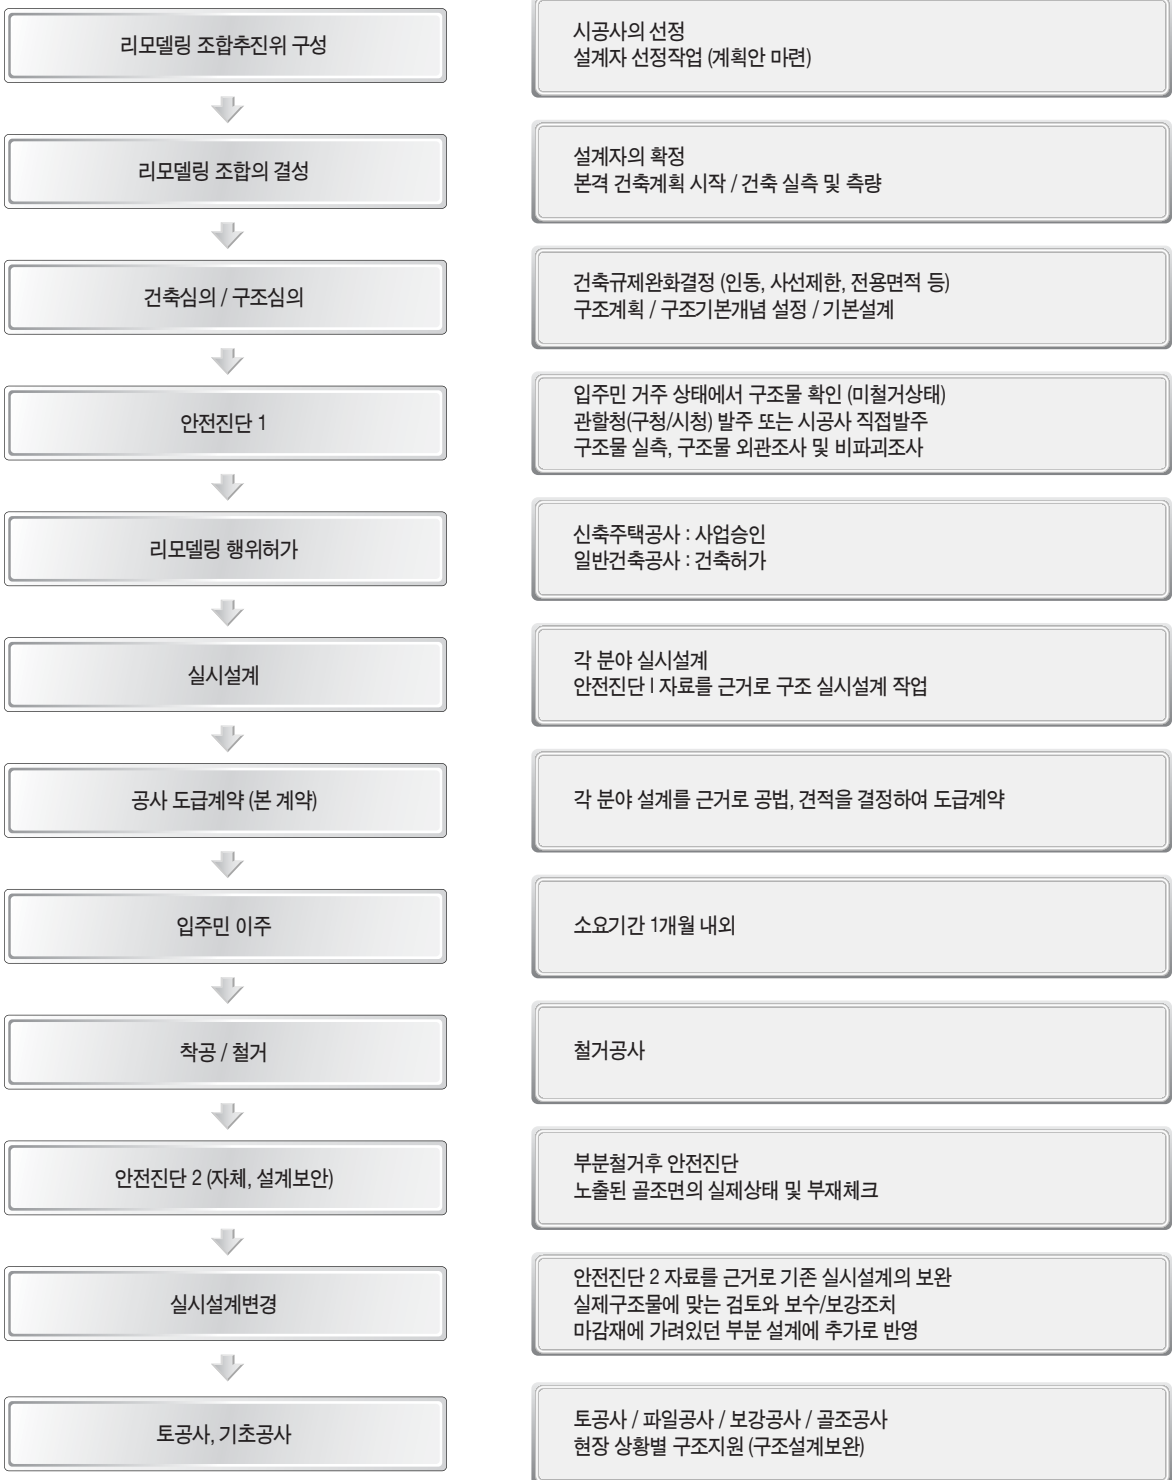 리모델링 조합추진위 구성
시공사의 선정
설계자 선정작업 (계획안 마련)
리모델링 조합의 결성
설계자의 확정
본격 건축계획 시작 / 건축 실측 및 측량
건축심의 / 구조심의
건축규제완화결정 (인동, 사선제한, 전용면적 등)
구조계획 / 구조기본개념 설정 / 기본설계
안전진단 1
입주민 거주 상태에서 구조물 확인 (미철거상태)
관할청(구청/시청) 발주 또는 시공사 직접발주
구조물 실측, 구조물 외관조사 및 비파괴조사
리모델링 행위허가
신축주택공사 : 사업승인
일반건축공사 : 건축허가
실시설계
각 분야 실시설계
안전진단 I 자료를 근거로 구조 실시설계 작업
공사 도급계약 (본 계약)
각 분야 설계를 근거로 공법, 견적을 결정하여 도급계약
입주민 이주
소요기간 1개월 내외
착공 / 철거
철거공사
안전진단 2 (자체, 설계보안)
부분철거후 안전진단
노출된 골조면의 실제상태 및 부재체크
실시설계변경
안전진단 2 자료를 근거로 기존 실시설계의 보완
실제구조물에 맞는 검토와 보수/보강조치
마감재에 가려있던 부분 설계에 추가로 반영
토공사, 기초공사
토공사 / 파일공사 / 보강공사 / 골조공사
현장 상황별 구조지원 (구조설계보완)